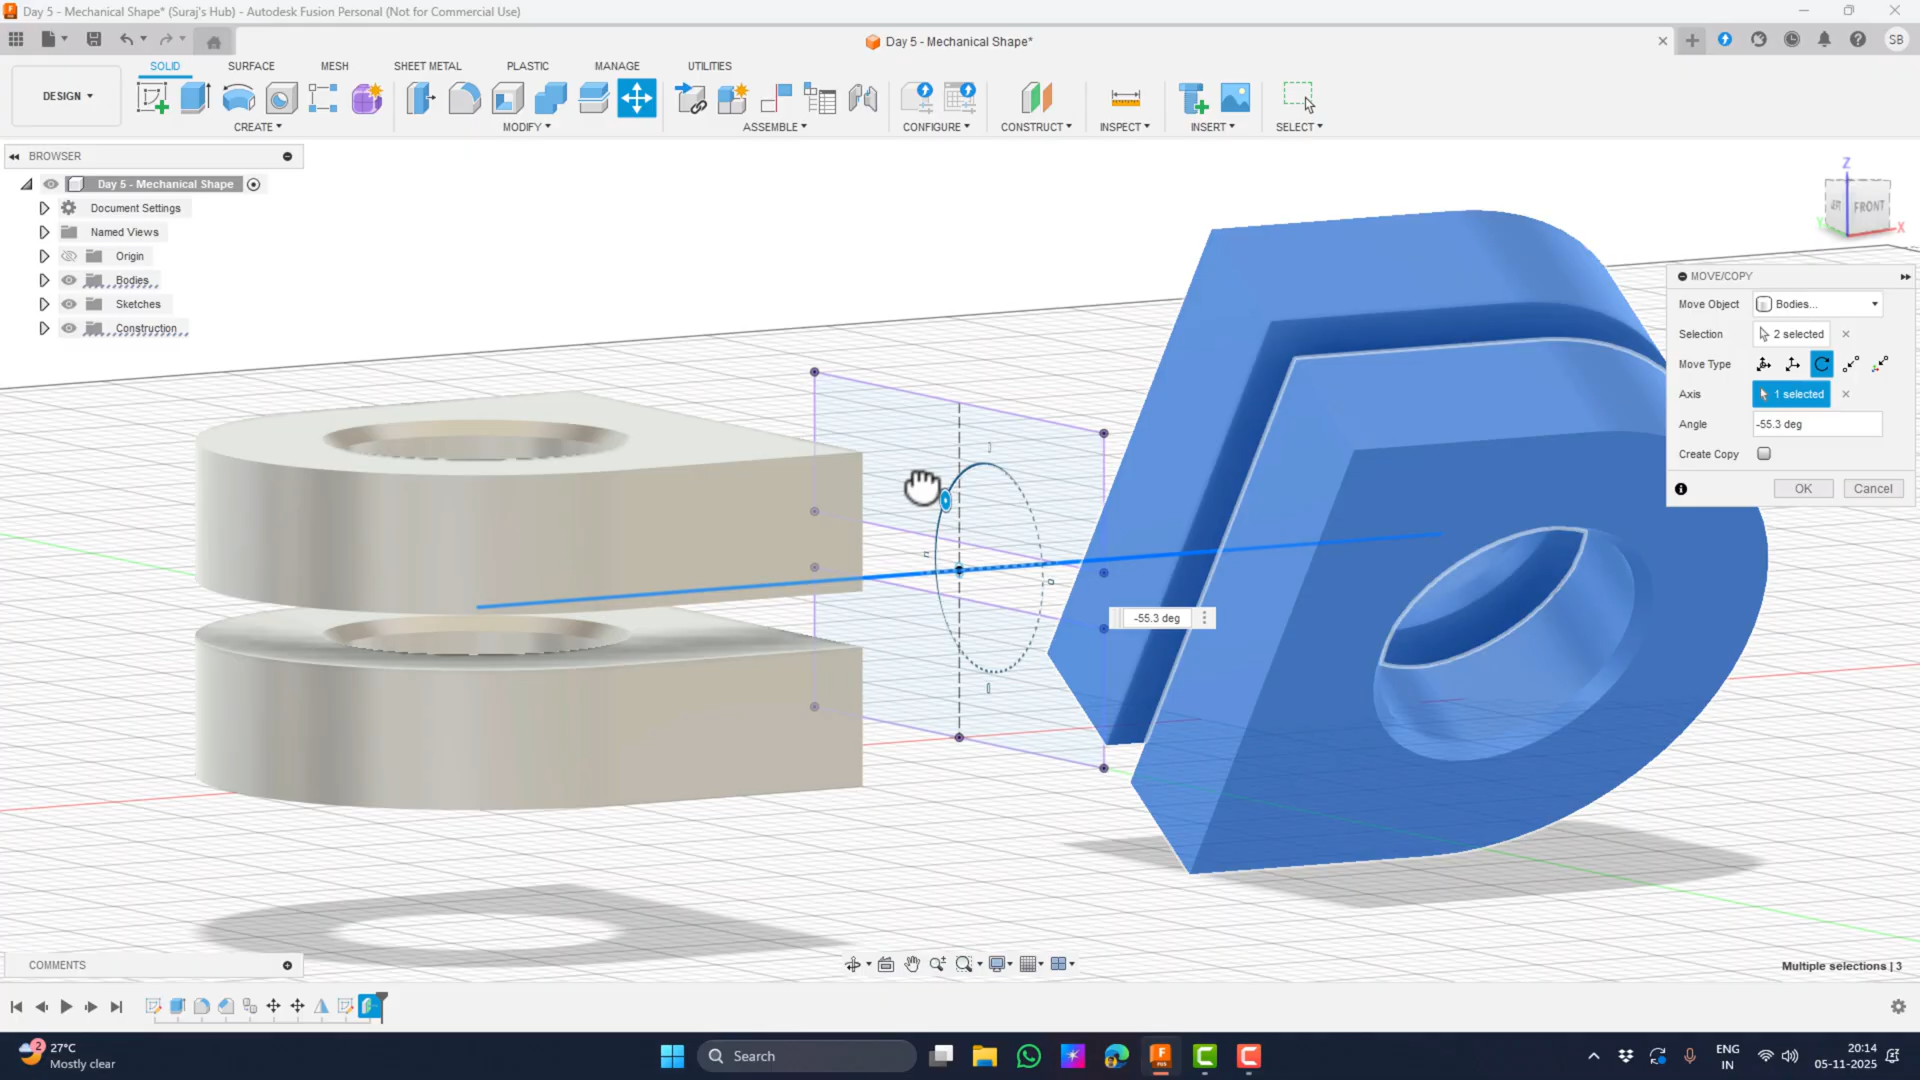 Day 5 - Mechanical Shape* (Suraj's Hub) - Autodesk Fusion Personal (Not for Commercial Use)
Day 5 - Mechanical Shape*
SB
DESIGN
SOLID
SURFACE
MESH
SHEET METAL
PLASTIC
MANAGE
UTILITIES
CREATE
MODIFY
ASSEMBLE
CONFIGURE
CONSTRUCT
INSPECT
INSERT
SELECT
BROWSER
Day 5 - Mechanical Shape
Document Settings
Named Views
Origin
Bodies
Sketches
Construction
Z
FRONT
X
MOVE/COPY
Move Object
Bodies...
Selection
2 selected
Move Type
Axis
1 selected
Angle
-55.3 deg
Create Copy
OK
Cancel
-55.3 deg
COMMENTS
Multiple selections | 3
2
27°C
Mostly clear
Search
ENG
IN
20:14
05-11-2025